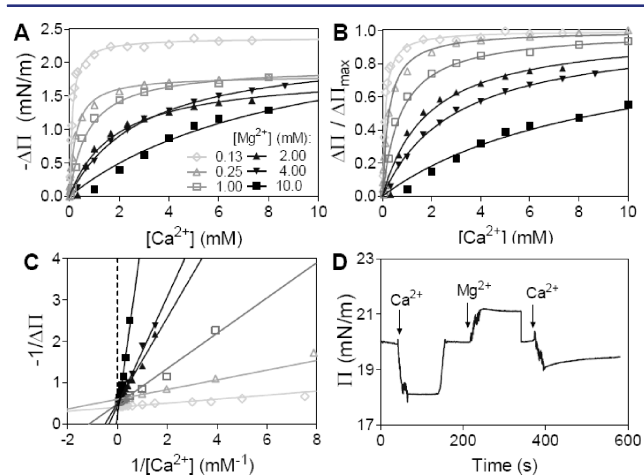 A
2.5
2.0
1.5
1.0
0.5
0.0
-ΔΠ (mN/m)
[Mg²⁺] (mM):
0.13 2.00
0.25 4.00
1.00 10.0
0 2 4 6 8 10
[Ca²⁺] (mM)
B
1.0
0.8
0.6
0.4
0.2
0.0
ΔΠ / ΔΠmax
0 2 4 6 8 10
[Ca²⁺] (mM)
C
4
3
2
1
0
-1/ΔΠ
-2 0 2 4 6 8
1/[Ca²⁺] (mM⁻¹)
D
23
21
19
17
Π (mN/m)
Ca²⁺ Mg²⁺ Ca²⁺
0 200 400 600
Time (s)